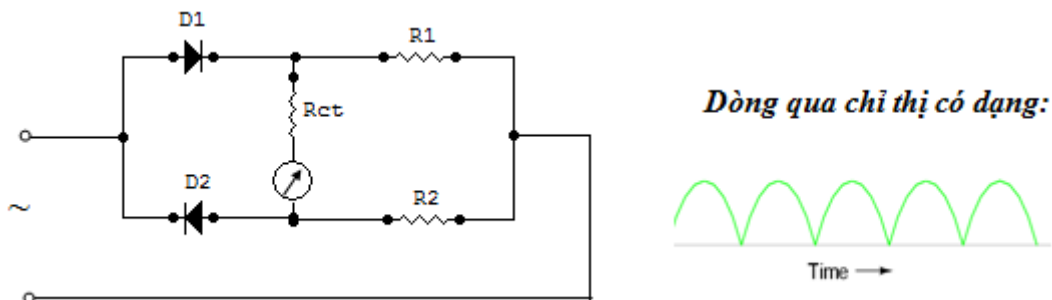 D1
R1
Rct
D2
R2
~
Dòng qua chỉ thị có dạng:
Time